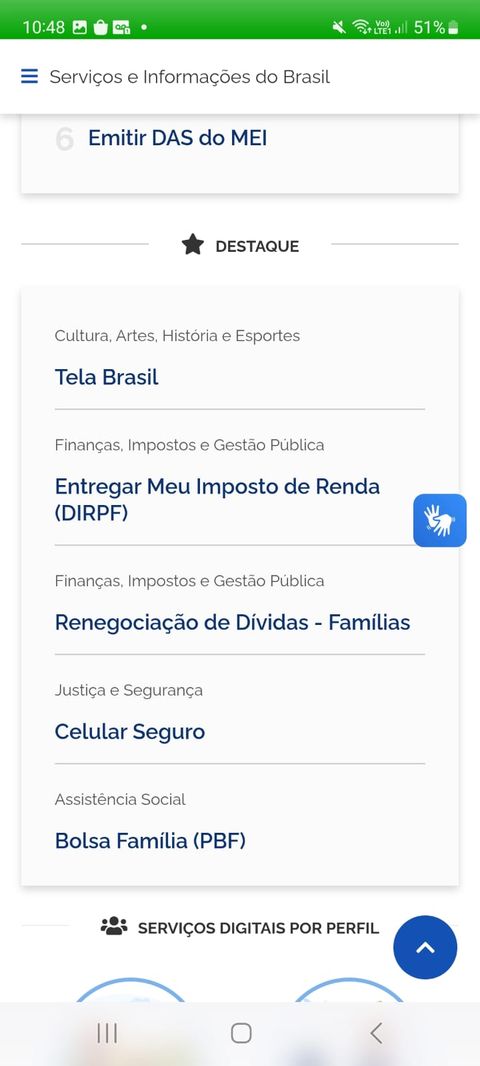 10:48
Vo) LTE1 51%
Serviços e Informações do Brasil
6 Emitir DAS do MEI
DESTAQUE
Cultura, Artes, História e Esportes
Tela Brasil
Finanças, Impostos e Gestão Pública
Entregar Meu Imposto de Renda
(DIRPF)
Finanças, Impostos e Gestão Pública
Renegociação de Dívidas - Famílias
Justiça e Segurança
Celular Seguro
Assistência Social
Bolsa Família (PBF)
SERVIÇOS DIGITAIS POR PERFIL